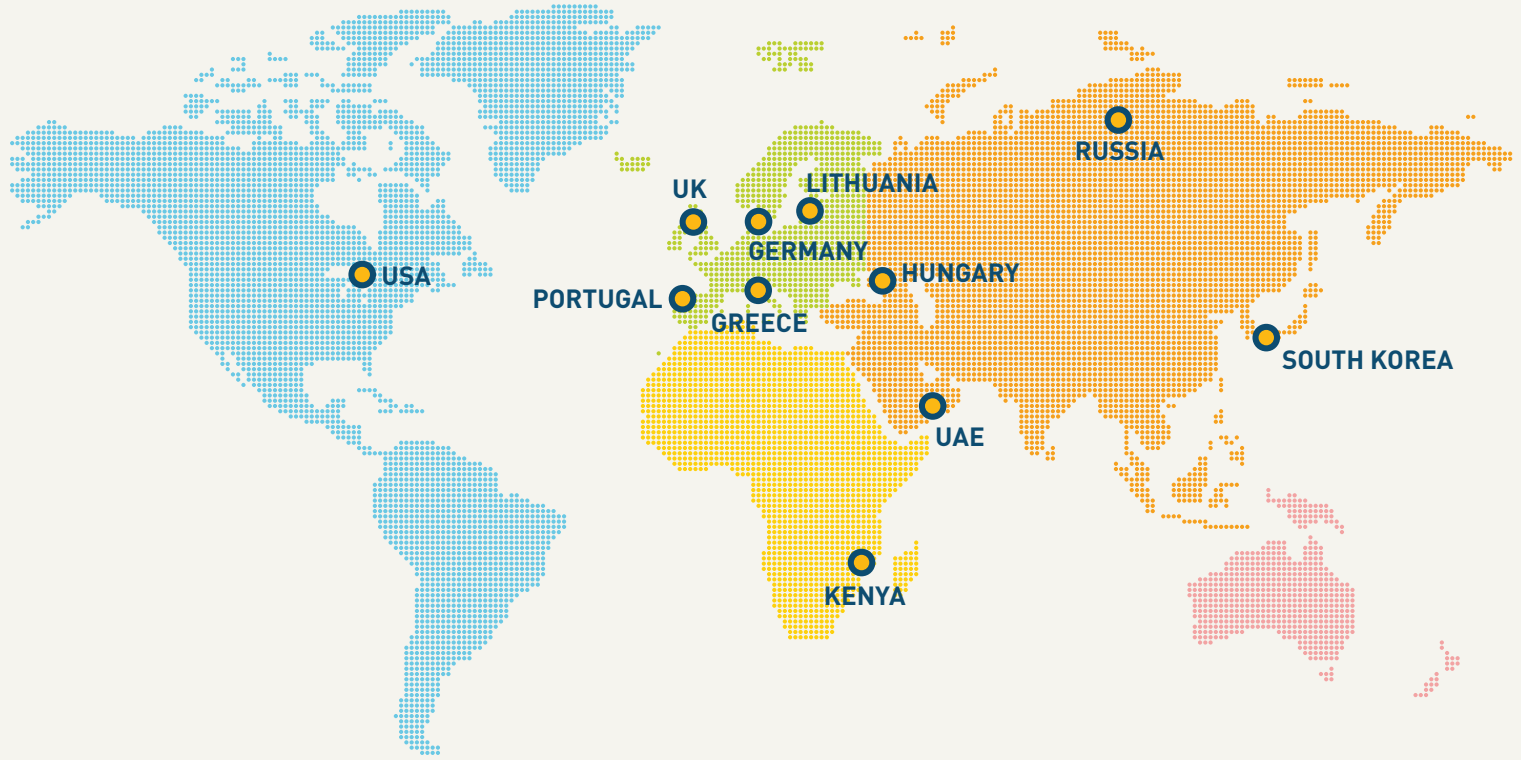 RUSSIA
LITHUANIA
UK
GERMANY
HUNGARY
USA
PORTUGAL
GREECE
SOUTH KOREA
UAE
KENYA